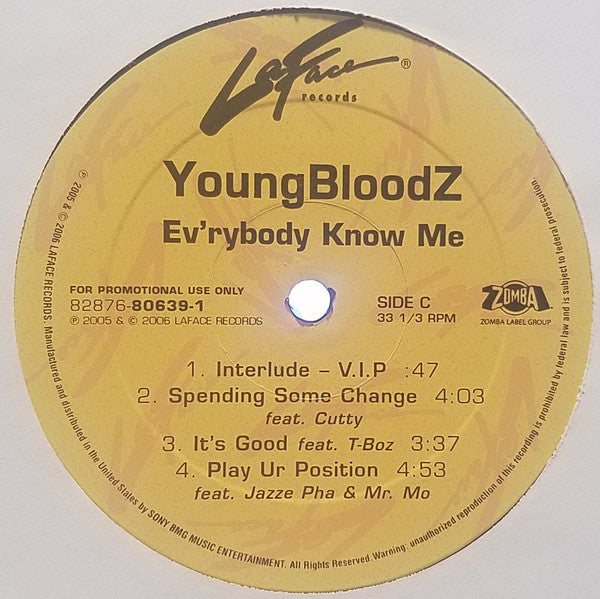 LaFace ®
records
YoungBloodZ
Ev'rybody Know Me
FOR PROMOTIONAL USE ONLY
82876-80639-1
℗ 2005 & © 2006 LAFACE RECORDS
SIDE C
33 1/3 RPM
ZOMBA
ZOMBA LABEL GROUP
1. Interlude – V.I.P :47
2. Spending Some Change 4:03
feat. Cutty
3. It's Good feat. T-Boz 3:37
4. Play Ur Position 4:53
feat. Jazze Pha & Mr. Mo
℗ 2005 & © 2006 LAFACE RECORDS. Manufactured and distributed in the United States by SONY BMG MUSIC ENTERTAINMENT. All Rights Reserved. Warning: unauthorized reproduction of this recording is prohibited by federal law and is subject to federal prosecution.